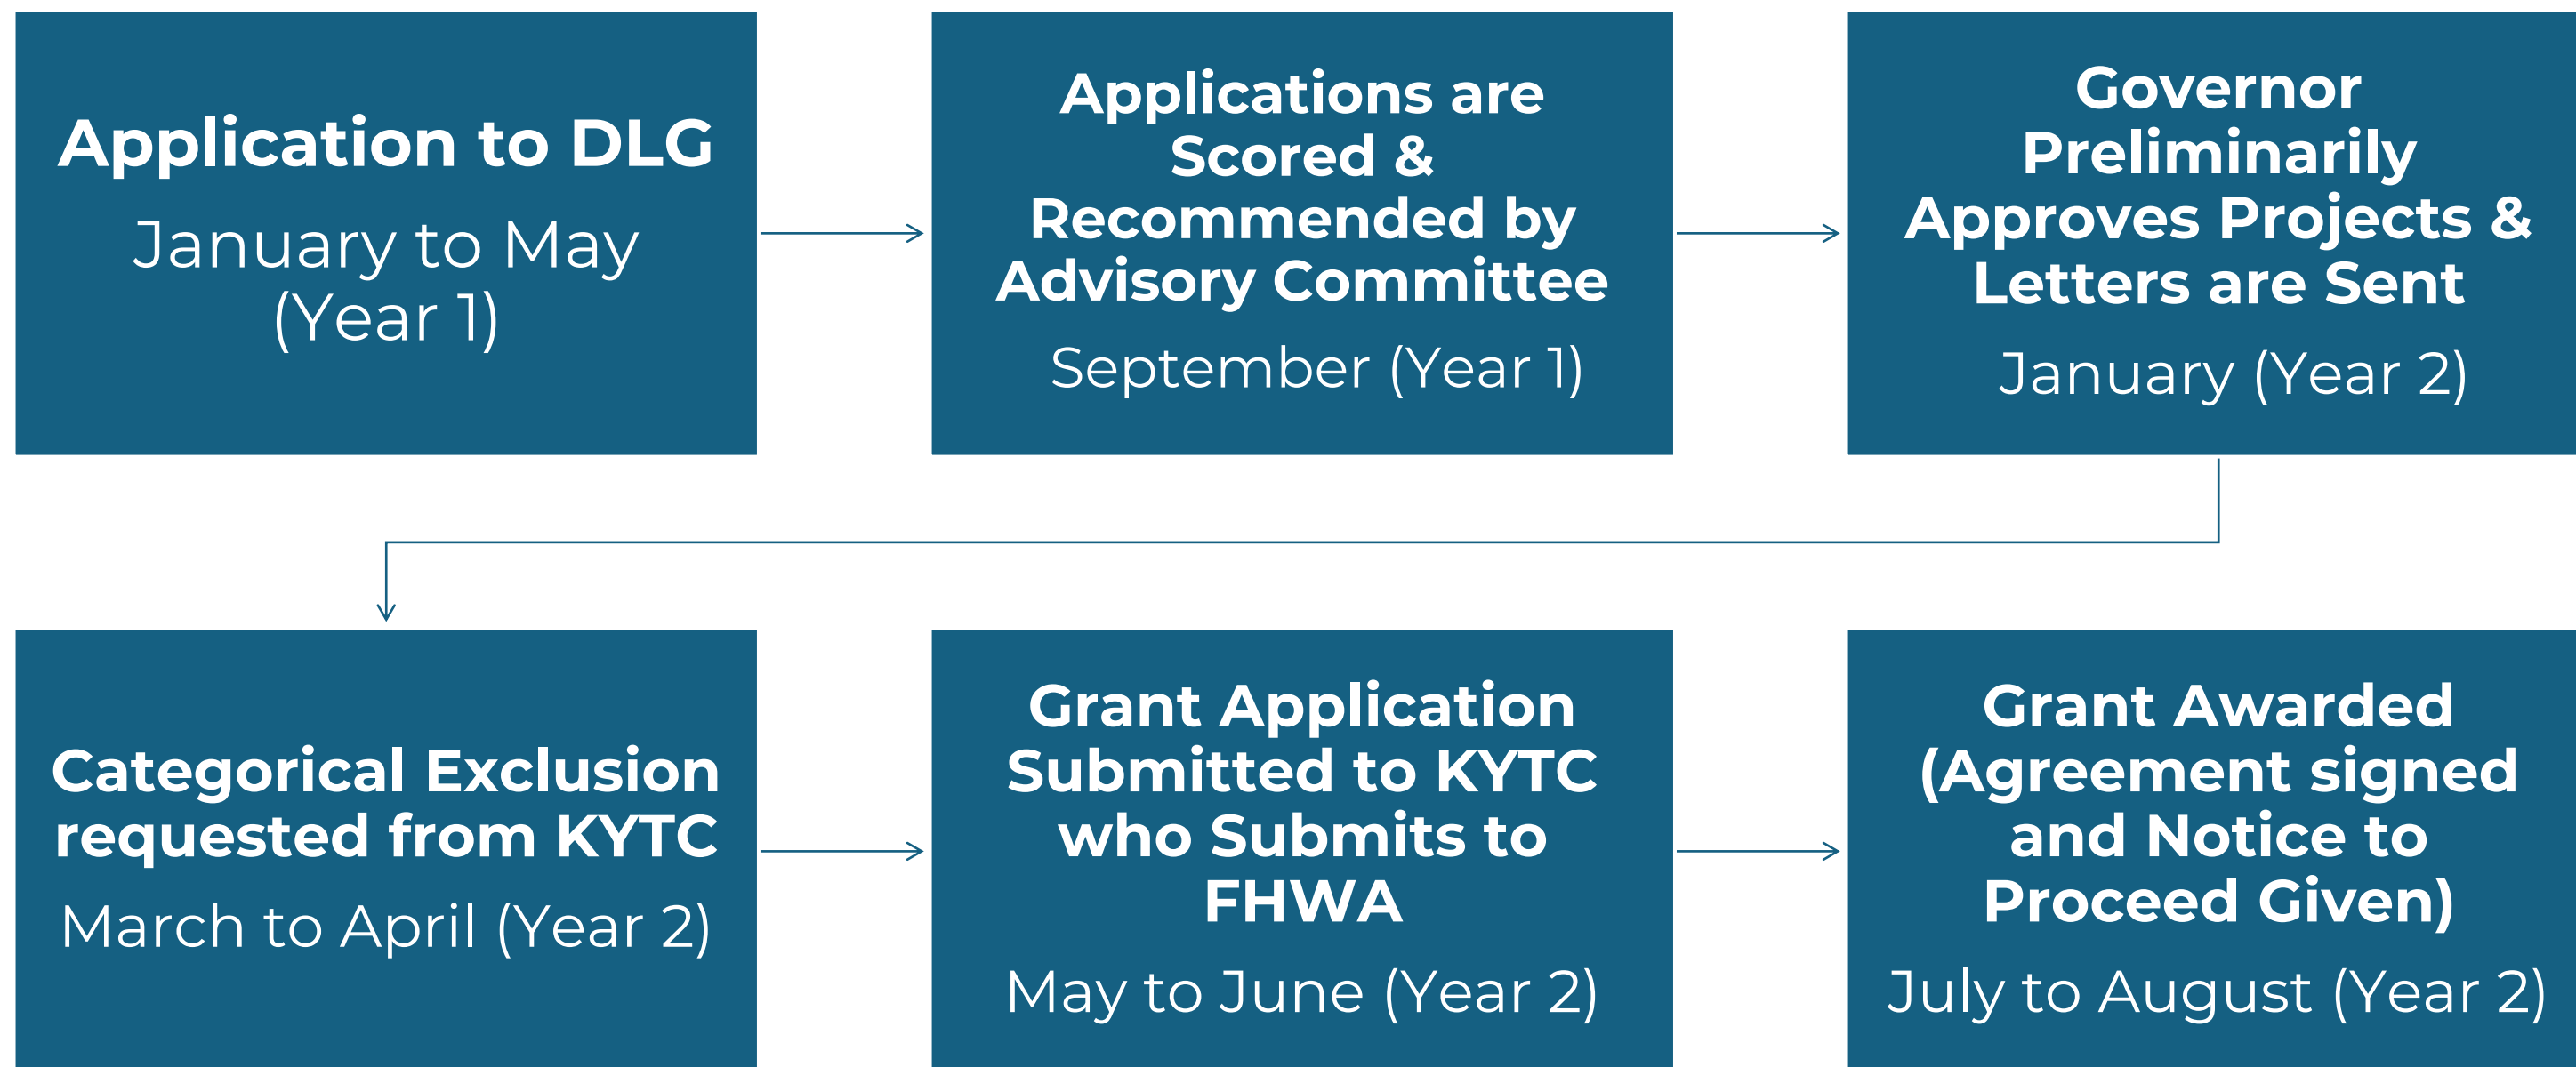 Application to DLG
January to May
(Year 1)
Applications are
Scored &
Recommended by
Advisory Committee
September (Year 1)
Governor
Preliminarily
Approves Projects &
Letters are Sent
January (Year 2)
Categorical Exclusion
requested from KYTC
March to April (Year 2)
Grant Application
Submitted to KYTC
who Submits to
FHWA
May to June (Year 2)
Grant Awarded
(Agreement signed
and Notice to
Proceed Given)
July to August (Year 2)